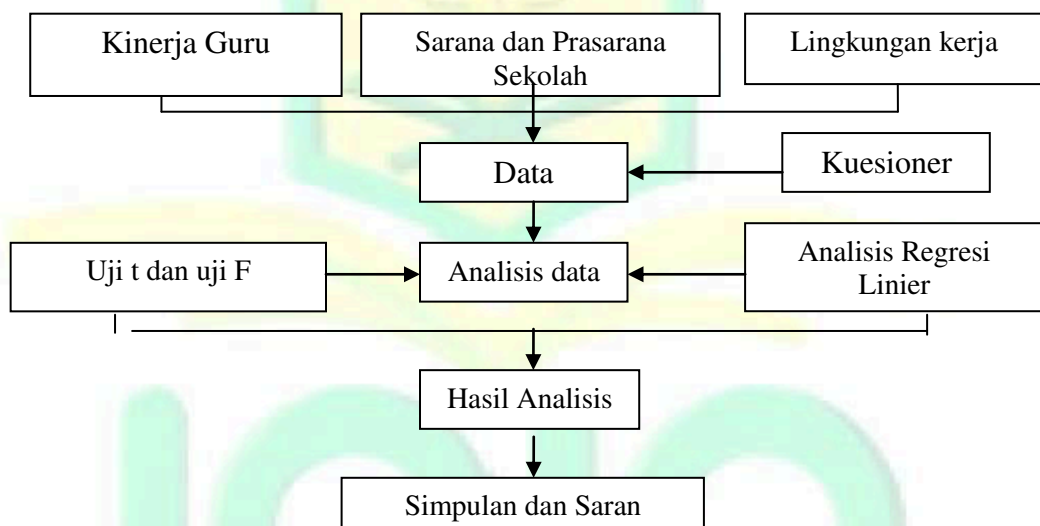 Kinerja Guru
Sarana dan Prasarana
Sekolah
Lingkungan kerja
Data
Kuesioner
Uji t dan uji F
Analisis data
Analisis Regresi
Linier
Hasil Analisis
Simpulan dan Saran